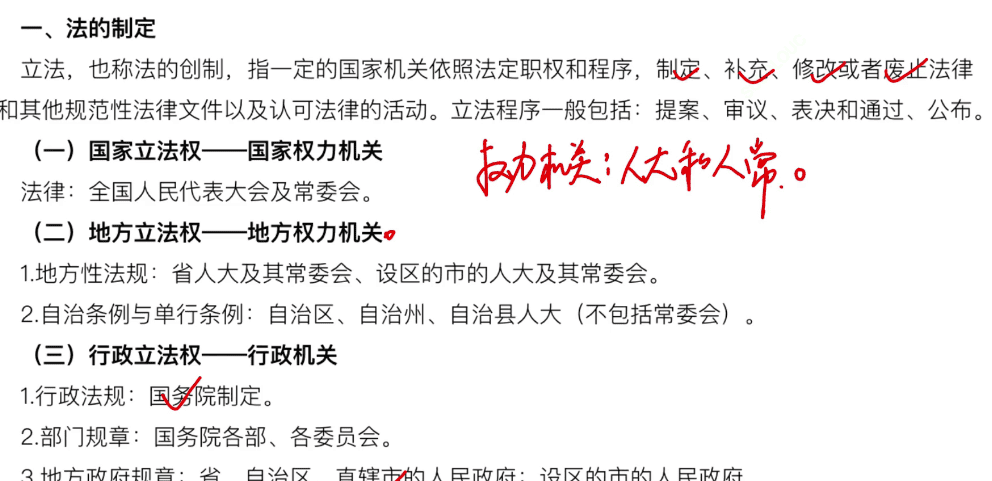 一、法的制定
立法，也称法的创制，指一定的国家机关依照法定职权和程序，制定、补充、修改或者废止法律
和其他规范性法律文件以及认可法律的活动。立法程序一般包括：提案、审议、表决和通过、公布。
（一）国家立法权——国家权力机关
权力机关：人大和人常。
法律：全国人民代表大会及常委会。
（二）地方立法权——地方权力机关
1.地方性法规：省人大及其常委会、设区的市的人大及其常委会。
2.自治条例与单行条例：自治区、自治州、自治县人大（不包括常委会）。
（三）行政立法权——行政机关
1.行政法规：国务院制定。
2.部门规章：国务院各部、各委员会。
3.地方政府规章：省、自治区、直辖市的人民政府；设区的市的人民政府